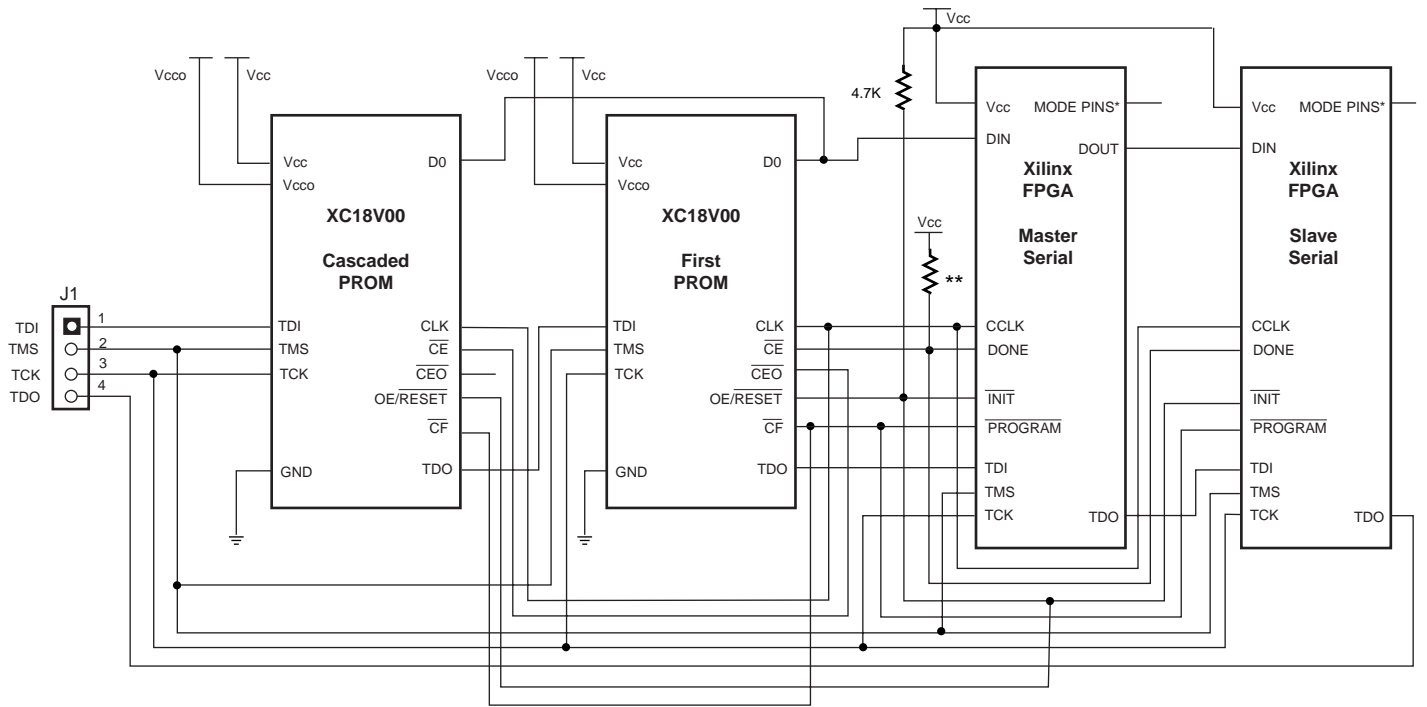 Vcc
Vcco
Vcc
Vcco
Vcc
4.7K
Vcc
**
J1
TDI
TMS
TCK
TDO
1
2
3
4
Vcc
Vcco
D0
XC18V00
Cascaded
PROM
TDI
TMS
TCK
GND
CLK
CE
CEO
OE/RESET
CF
TDO
Vcc
Vcco
D0
XC18V00
First
PROM
TDI
TMS
TCK
GND
CLK
CE
CEO
OE/RESET
CF
TDO
Vcc
MODE PINS*
DIN
DOUT
Xilinx
FPGA
Master
Serial
CCLK
DONE
INIT
PROGRAM
TDI
TMS
TCK
TDO
Vcc
MODE PINS*
DIN
Xilinx
FPGA
Slave
Serial
CCLK
DONE
INIT
PROGRAM
TDI
TMS
TCK
TDO